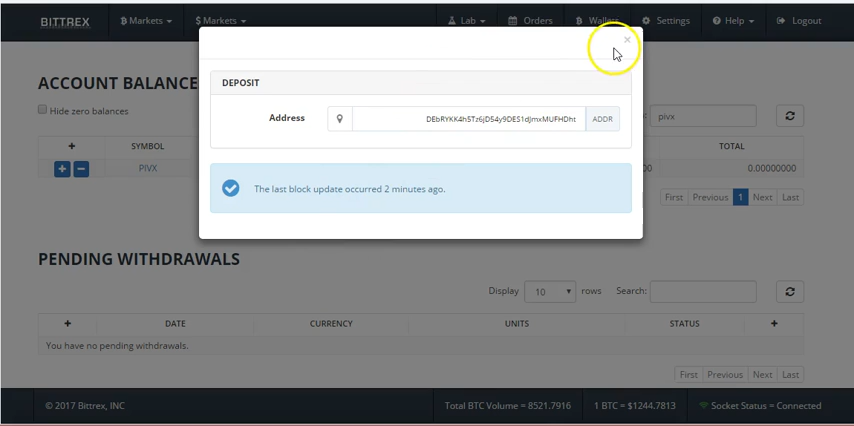 BITTREX
Markets
$ Markets
Lab
Orders
Wallets
Settings
Help
Logout
×
DEPOSIT
Address
DEbRYKK4h5Tz6jD54y9DES1dJmxMUFHDht
ADDR
The last block update occurred 2 minutes ago.
ACCOUNT BALANCE
Hide zero balances
pivx
+ SYMBOL TOTAL
+ − PIVX 00 0.00000000
First Previous 1 Next Last
PENDING WITHDRAWALS
Display 10 rows Search:
+ DATE CURRENCY UNITS STATUS +
You have no pending withdrawals.
First Previous Next Last
© 2017 Bittrex, INC
Total BTC Volume = 8521.7916
1 BTC = $1244.7813
Socket Status = Connected